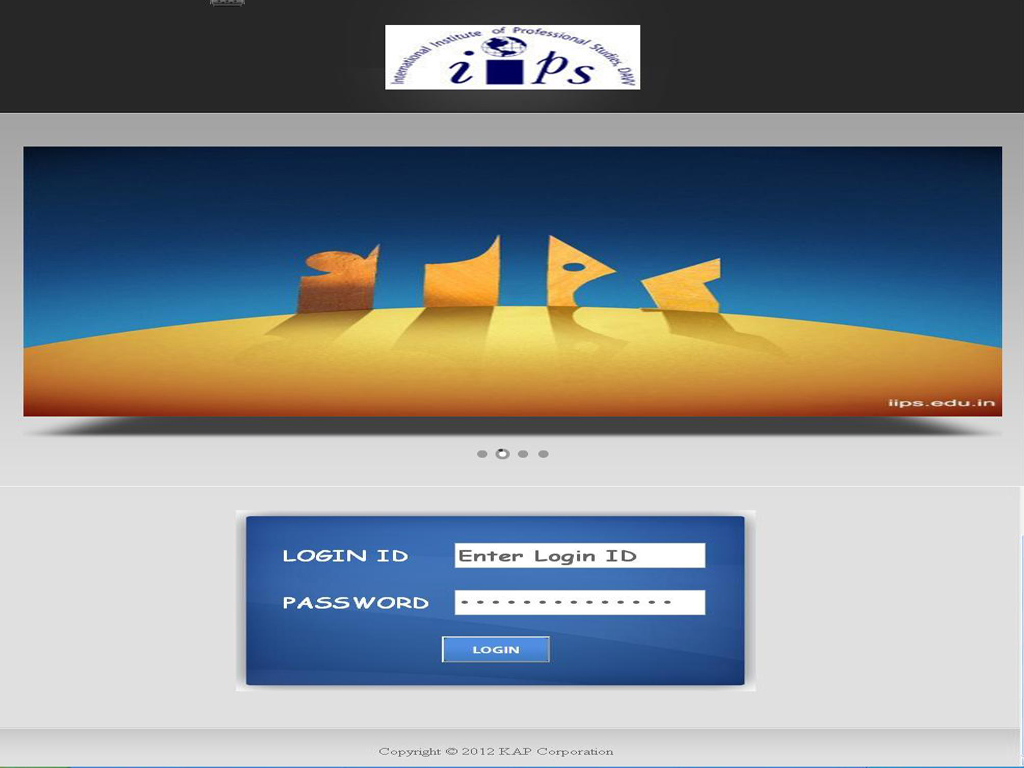 International Institute of Professional Studies, DAVV
iips
iips
iips.edu.in
LOGIN ID
Enter Login ID
PASSWORD
LOGIN
Copyright © 2012 KAP Corporation